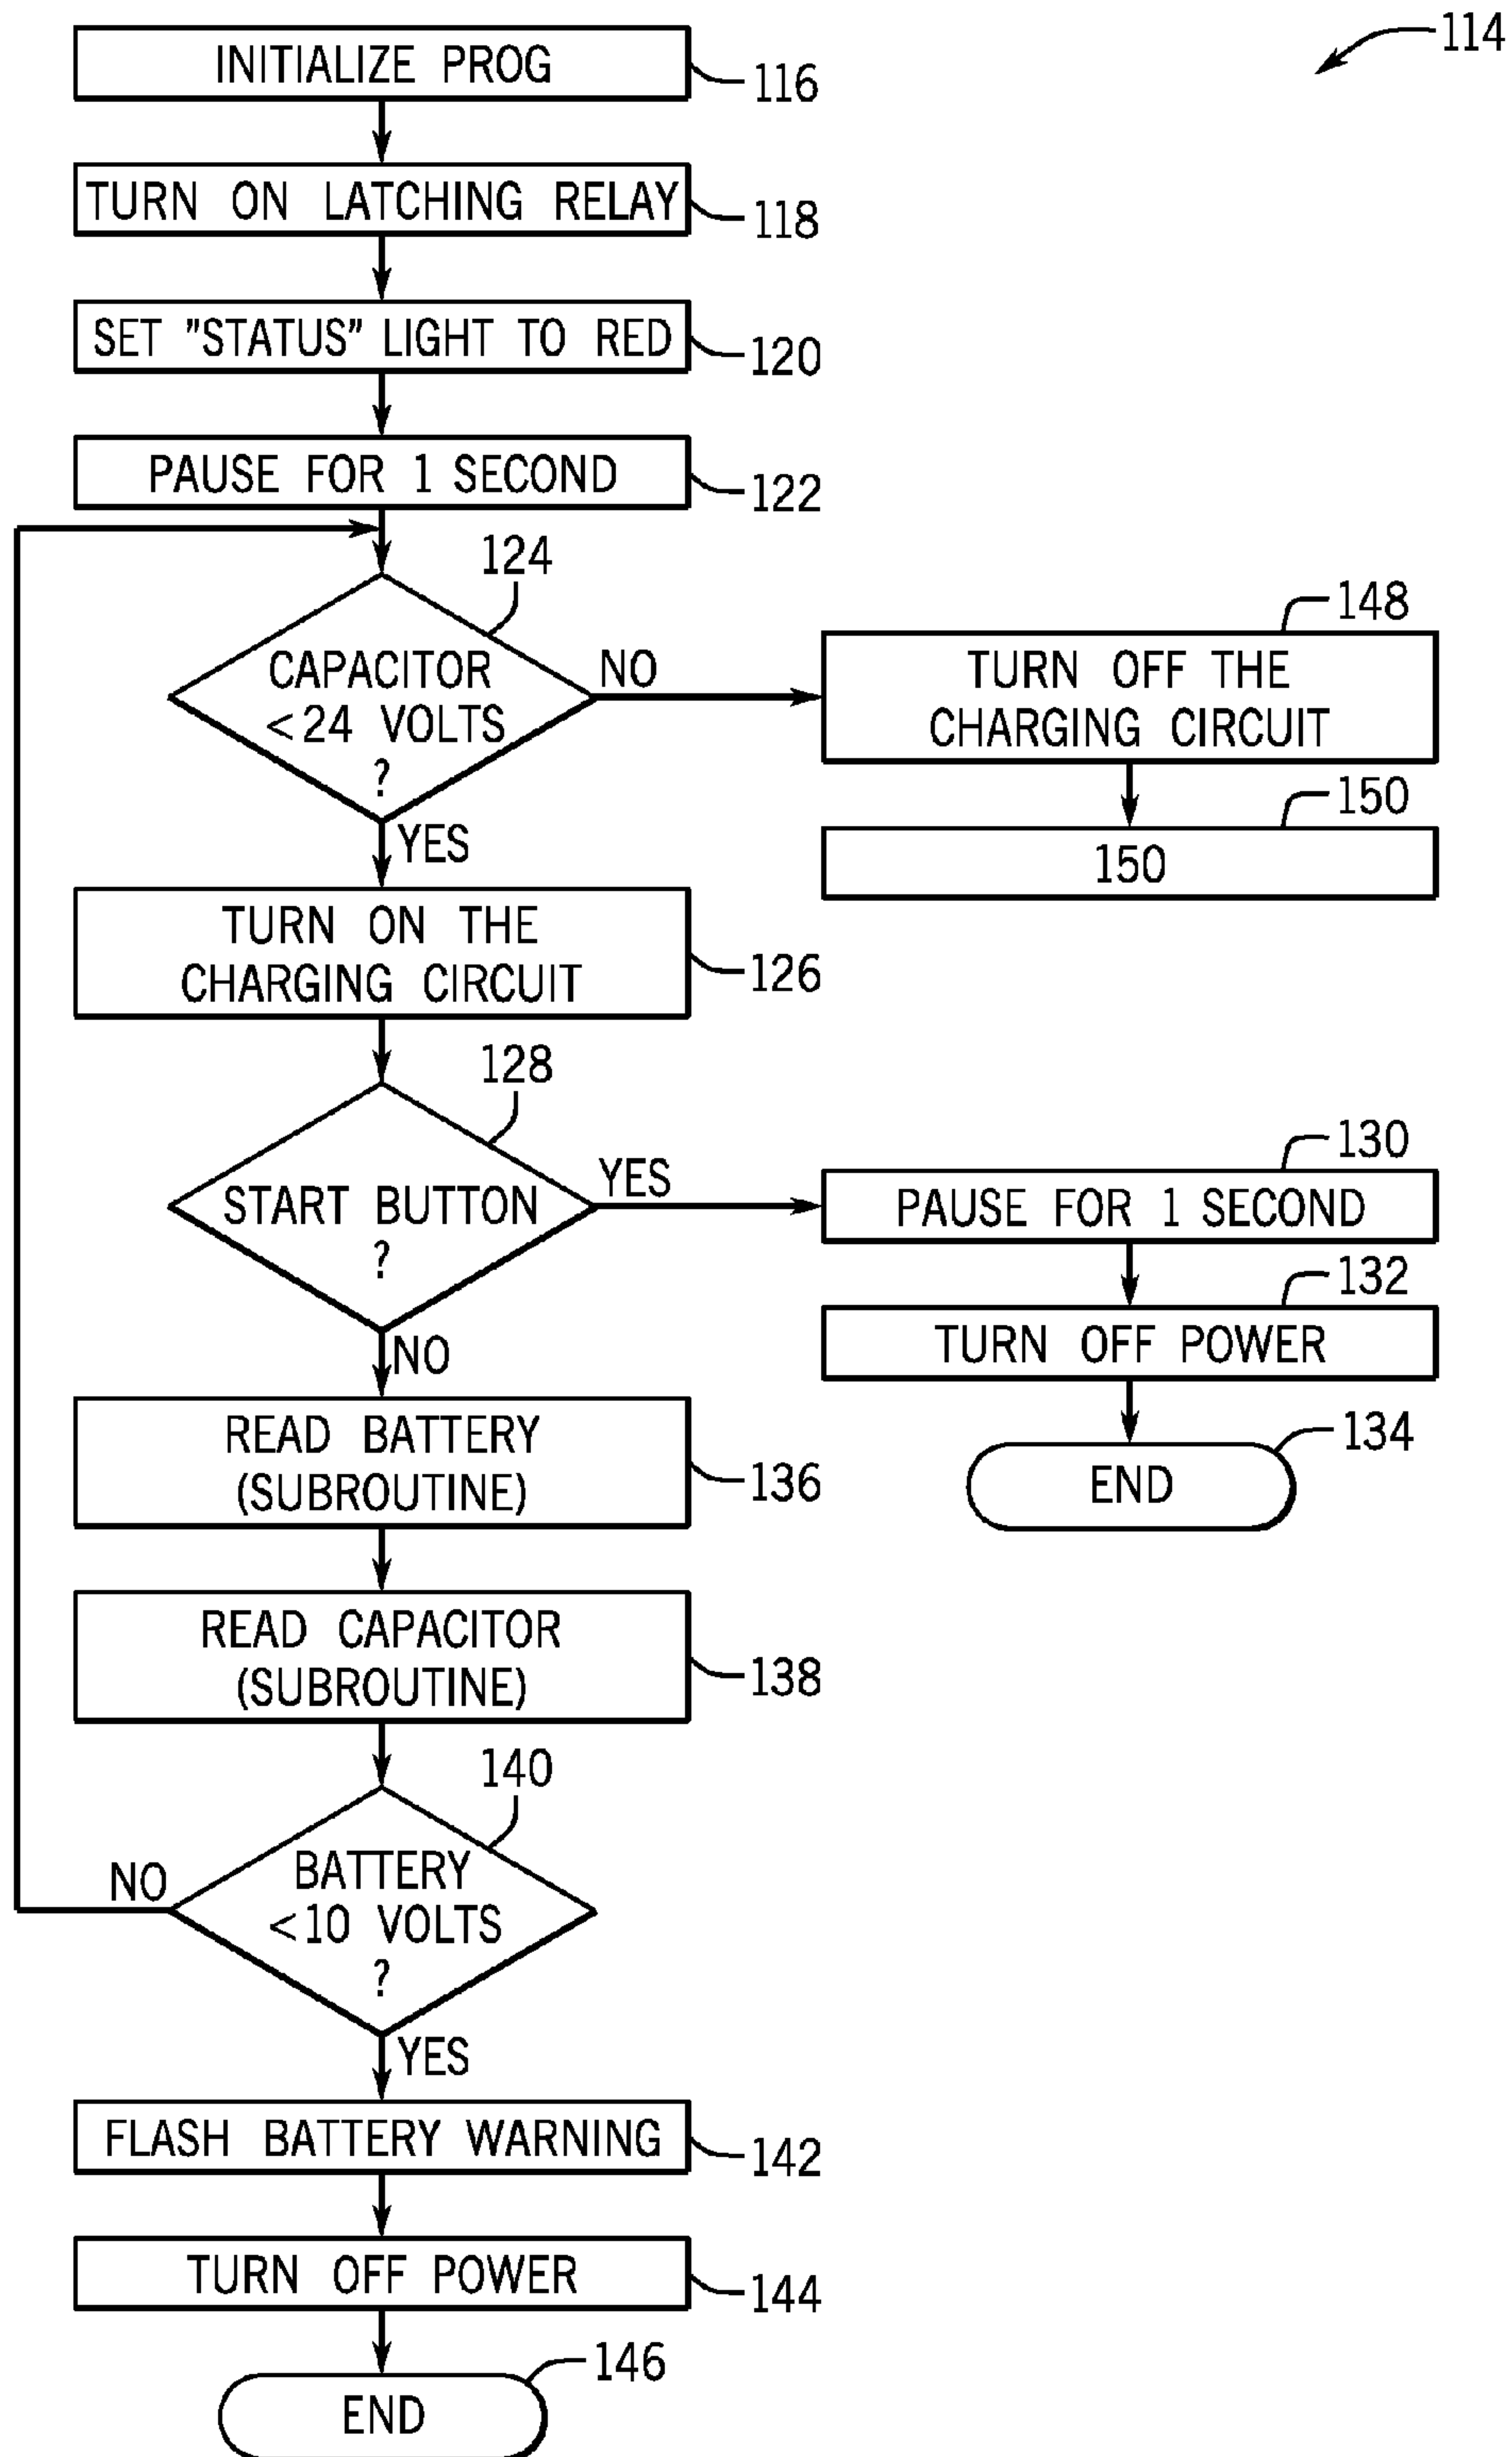 114
INITIALIZE PROG
116
TURN ON LATCHING RELAY
118
SET "STATUS" LIGHT TO RED
120
PAUSE FOR 1 SECOND
122
124
CAPACITOR
<24 VOLTS
?
NO
YES
148
TURN OFF THE
CHARGING CIRCUIT
150
150
TURN ON THE
CHARGING CIRCUIT
126
128
START BUTTON
?
YES
NO
130
PAUSE FOR 1 SECOND
132
TURN OFF POWER
134
END
READ BATTERY
(SUBROUTINE)
136
READ CAPACITOR
(SUBROUTINE)
138
140
BATTERY
<10 VOLTS
?
NO
YES
FLASH BATTERY WARNING
142
TURN OFF POWER
144
146
END